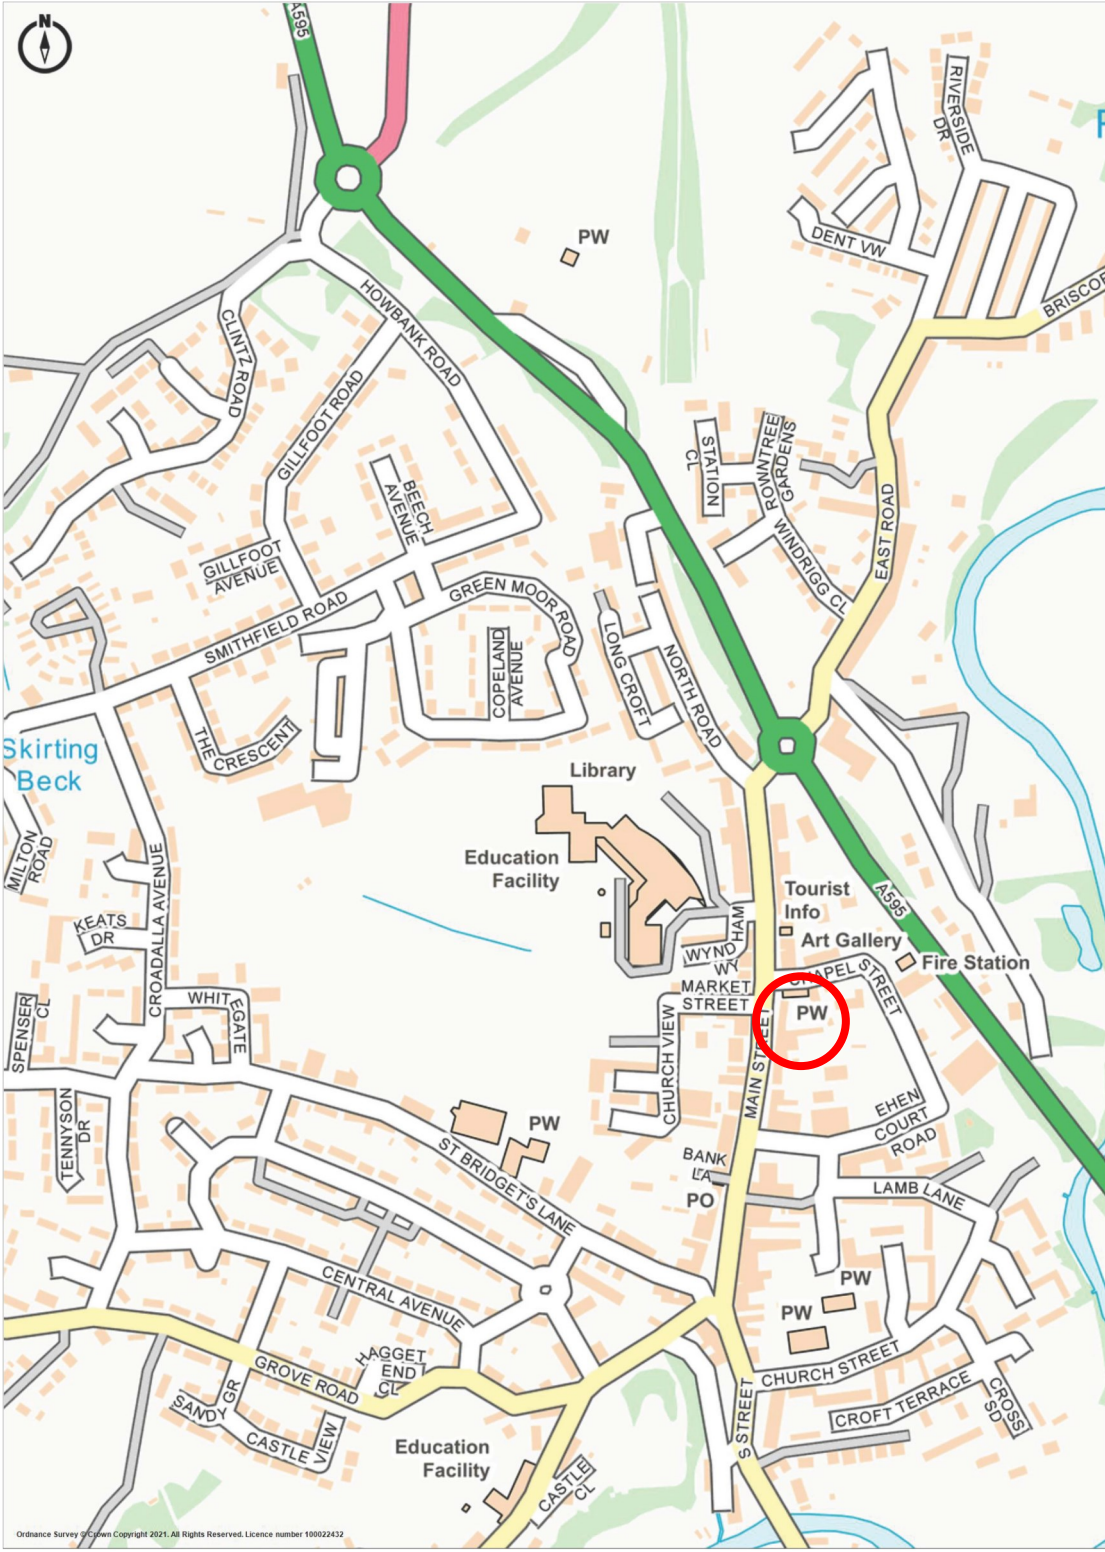 N
A595
RIVERSIDE
DR
PW
DENT VW
HOWBANK ROAD
CLINTZ ROAD
GILLFOOT ROAD
STATION
CL
ROWNTREE
GARDENS
BEECH
AVENUE
WINDRIGG CL
EAST ROAD
GILLFOOT
AVENUE
SMITHFIELD ROAD
GREEN MOOR ROAD
COPELAND
AVENUE
LONG CROFT
NORTH ROAD
THE
CRESCENT
Skirting
Beck
Library
MILTON
ROAD
CROADALLA AVENUE
Education
Facility
Tourist
Info
A595
KEATS
DR
WYNDHAM
WY
Art Gallery
Fire Station
CHAPEL STREET
SPENSER
CL
WHITEGATE
MARKET
STREET
PW
CHURCH VIEW
MAIN STREET
TENNYSON
DR
PW
ST BRIDGET'S LANE
EHEN
COURT
ROAD
BANK
LA
PO
LAMB LANE
CENTRAL AVENUE
PW
PW
GROVE ROAD
HAGGET
END
CL
CHURCH STREET
SANDY GR
CASTLE VIEW
CROFT TERRACE
CROSS
SD
S STREET
Education
Facility
CASTLE
CL
Ordnance Survey © Crown Copyright 2021. All Rights Reserved. Licence number 100022432